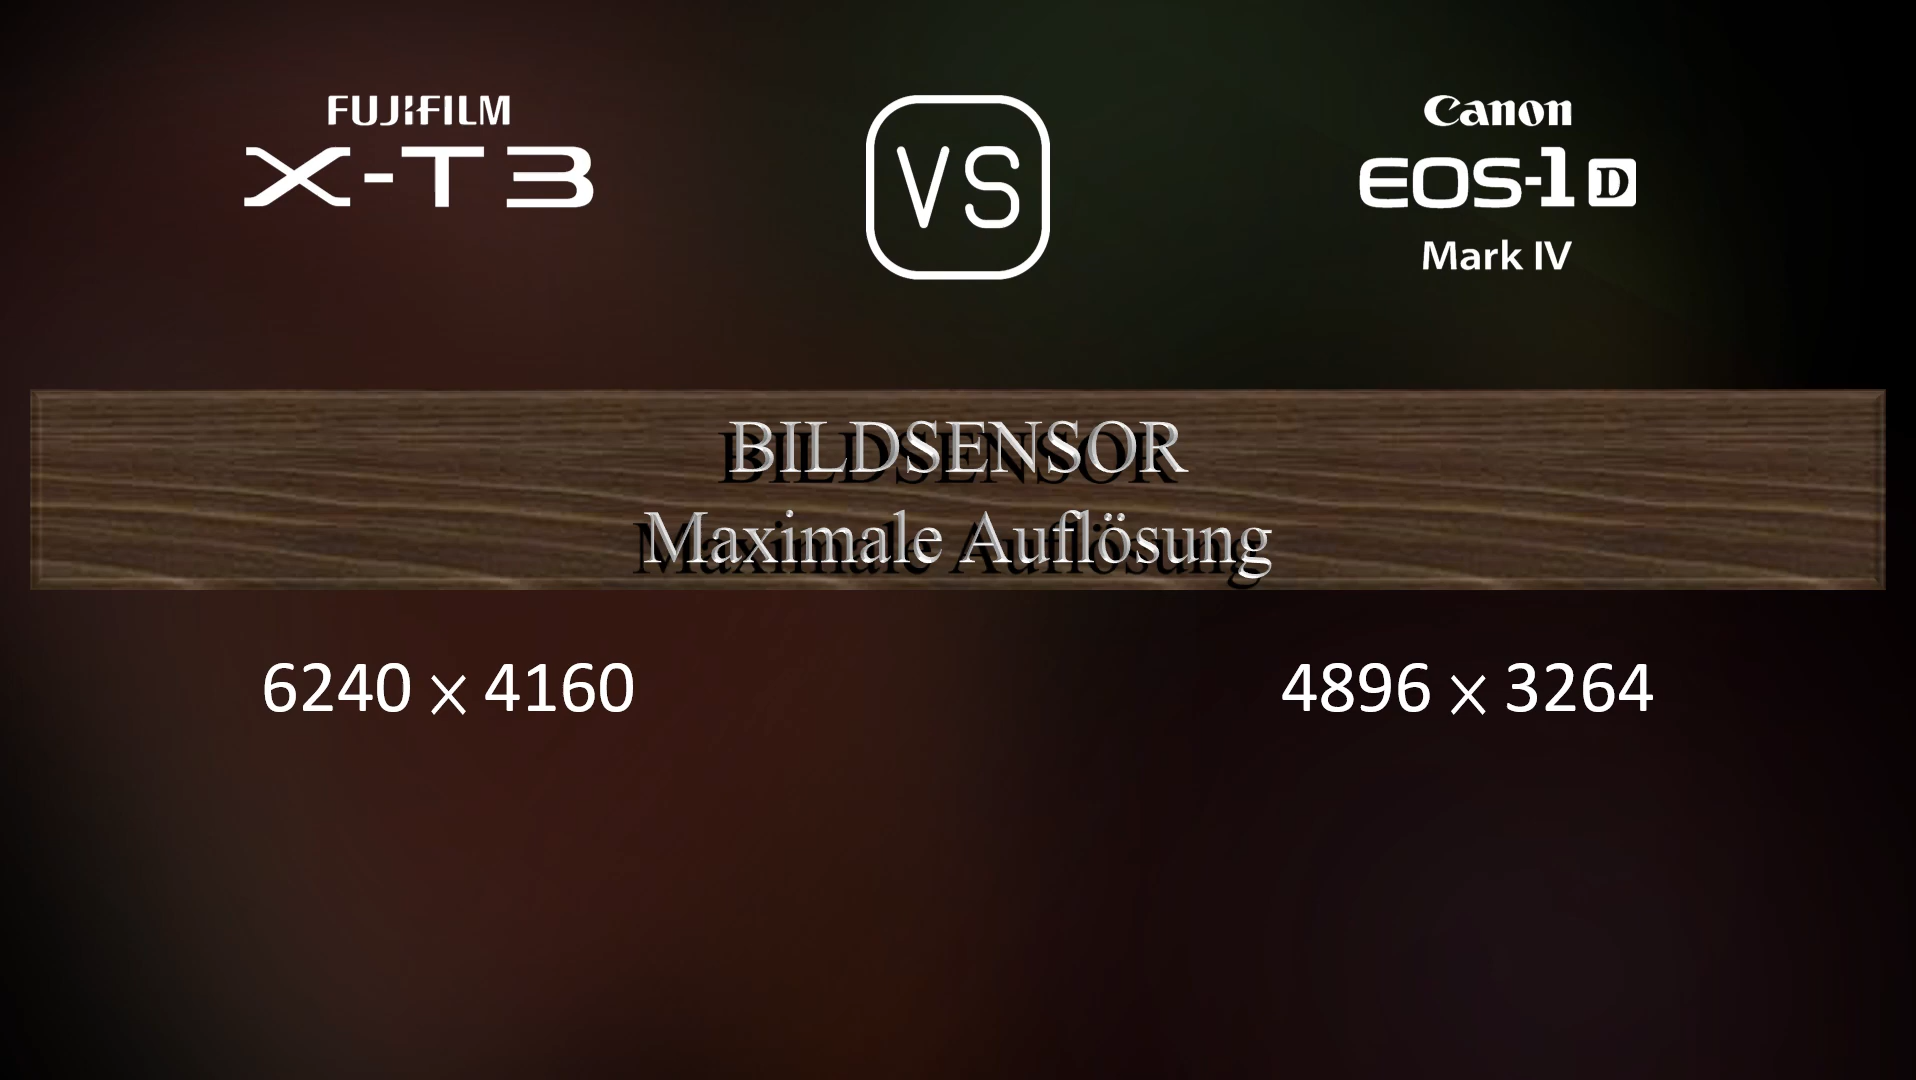 FUJIFILM
X-T3
VS
Canon
EOS-1D
Mark IV
BILDSENSOR
Maximale Auflösung
6240 x 4160
4896 x 3264